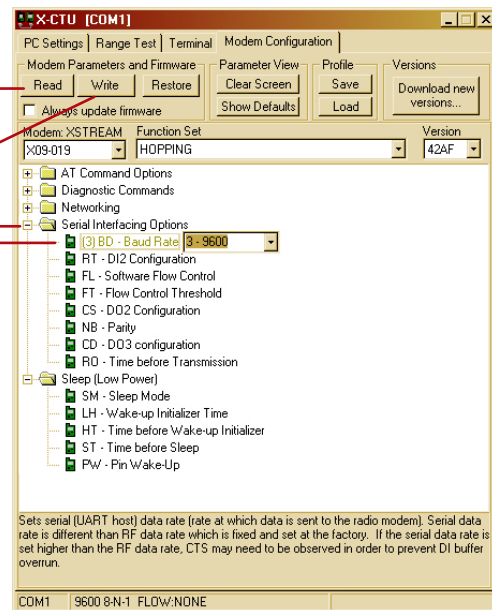 X-CTU [COM1]
PC Settings Range Test Terminal Modem Configuration
Modem Parameters and Firmware Parameter View Profile Versions
Read Write Restore Clear Screen Save Download new versions...
Always update firmware Show Defaults Load
Modem: XSTREAM Function Set Version
X09-019 HOPPING 42AF
AT Command Options
Diagnostic Commands
Networking
Serial Interfacing Options
(3) BD - Baud Rate 3 - 9600
RT - DI2 Configuration
FL - Software Flow Control
FT - Flow Control Threshold
CS - DO2 Configuration
NB - Parity
CD - DO3 configuration
RO - Time before Transmission
Sleep (Low Power)
SM - Sleep Mode
LH - Wake-up Initializer Time
HT - Time before Wake-up Initializer
ST - Time before Sleep
PW - Pin Wake-Up
Sets serial (UART host) data rate (rate at which data is sent to the radio modem). Serial data
rate is different than RF data rate which is fixed and set at the factory. If the serial data rate is
set higher than the RF data rate, CTS may need to be observed in order to prevent DI buffer
overrun.
COM1 9600 8-N-1 FLOW:NONE